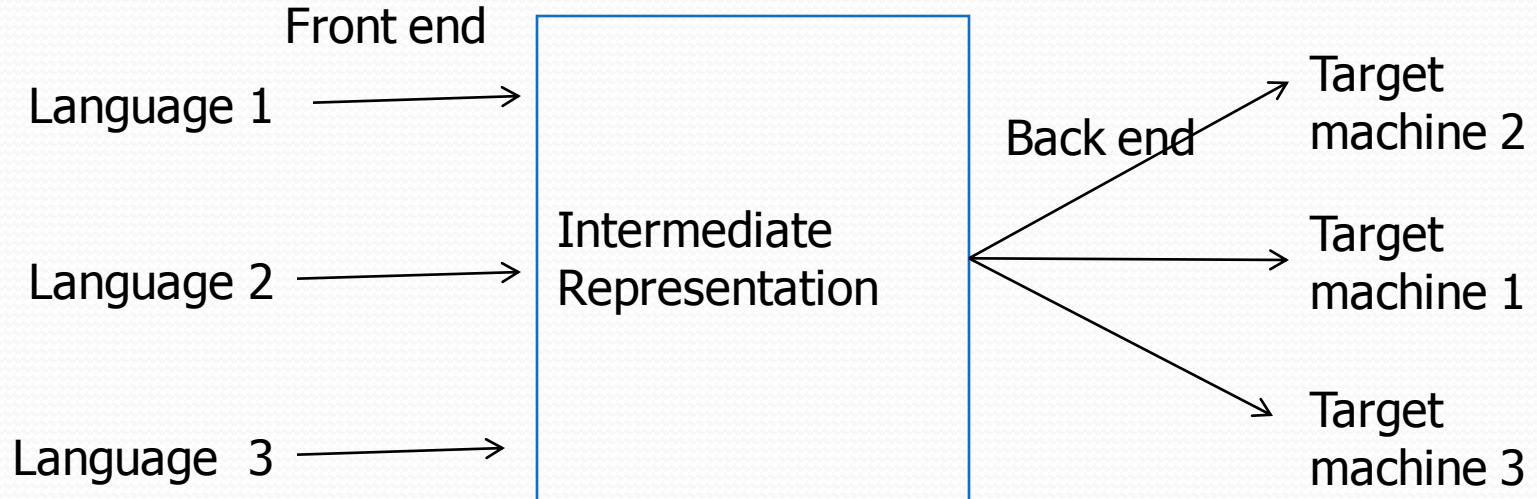 Front end
Language 1
Language 2
Language 3
Intermediate
Representation
Back end
Target
machine 2
Target
machine 1
Target
machine 3